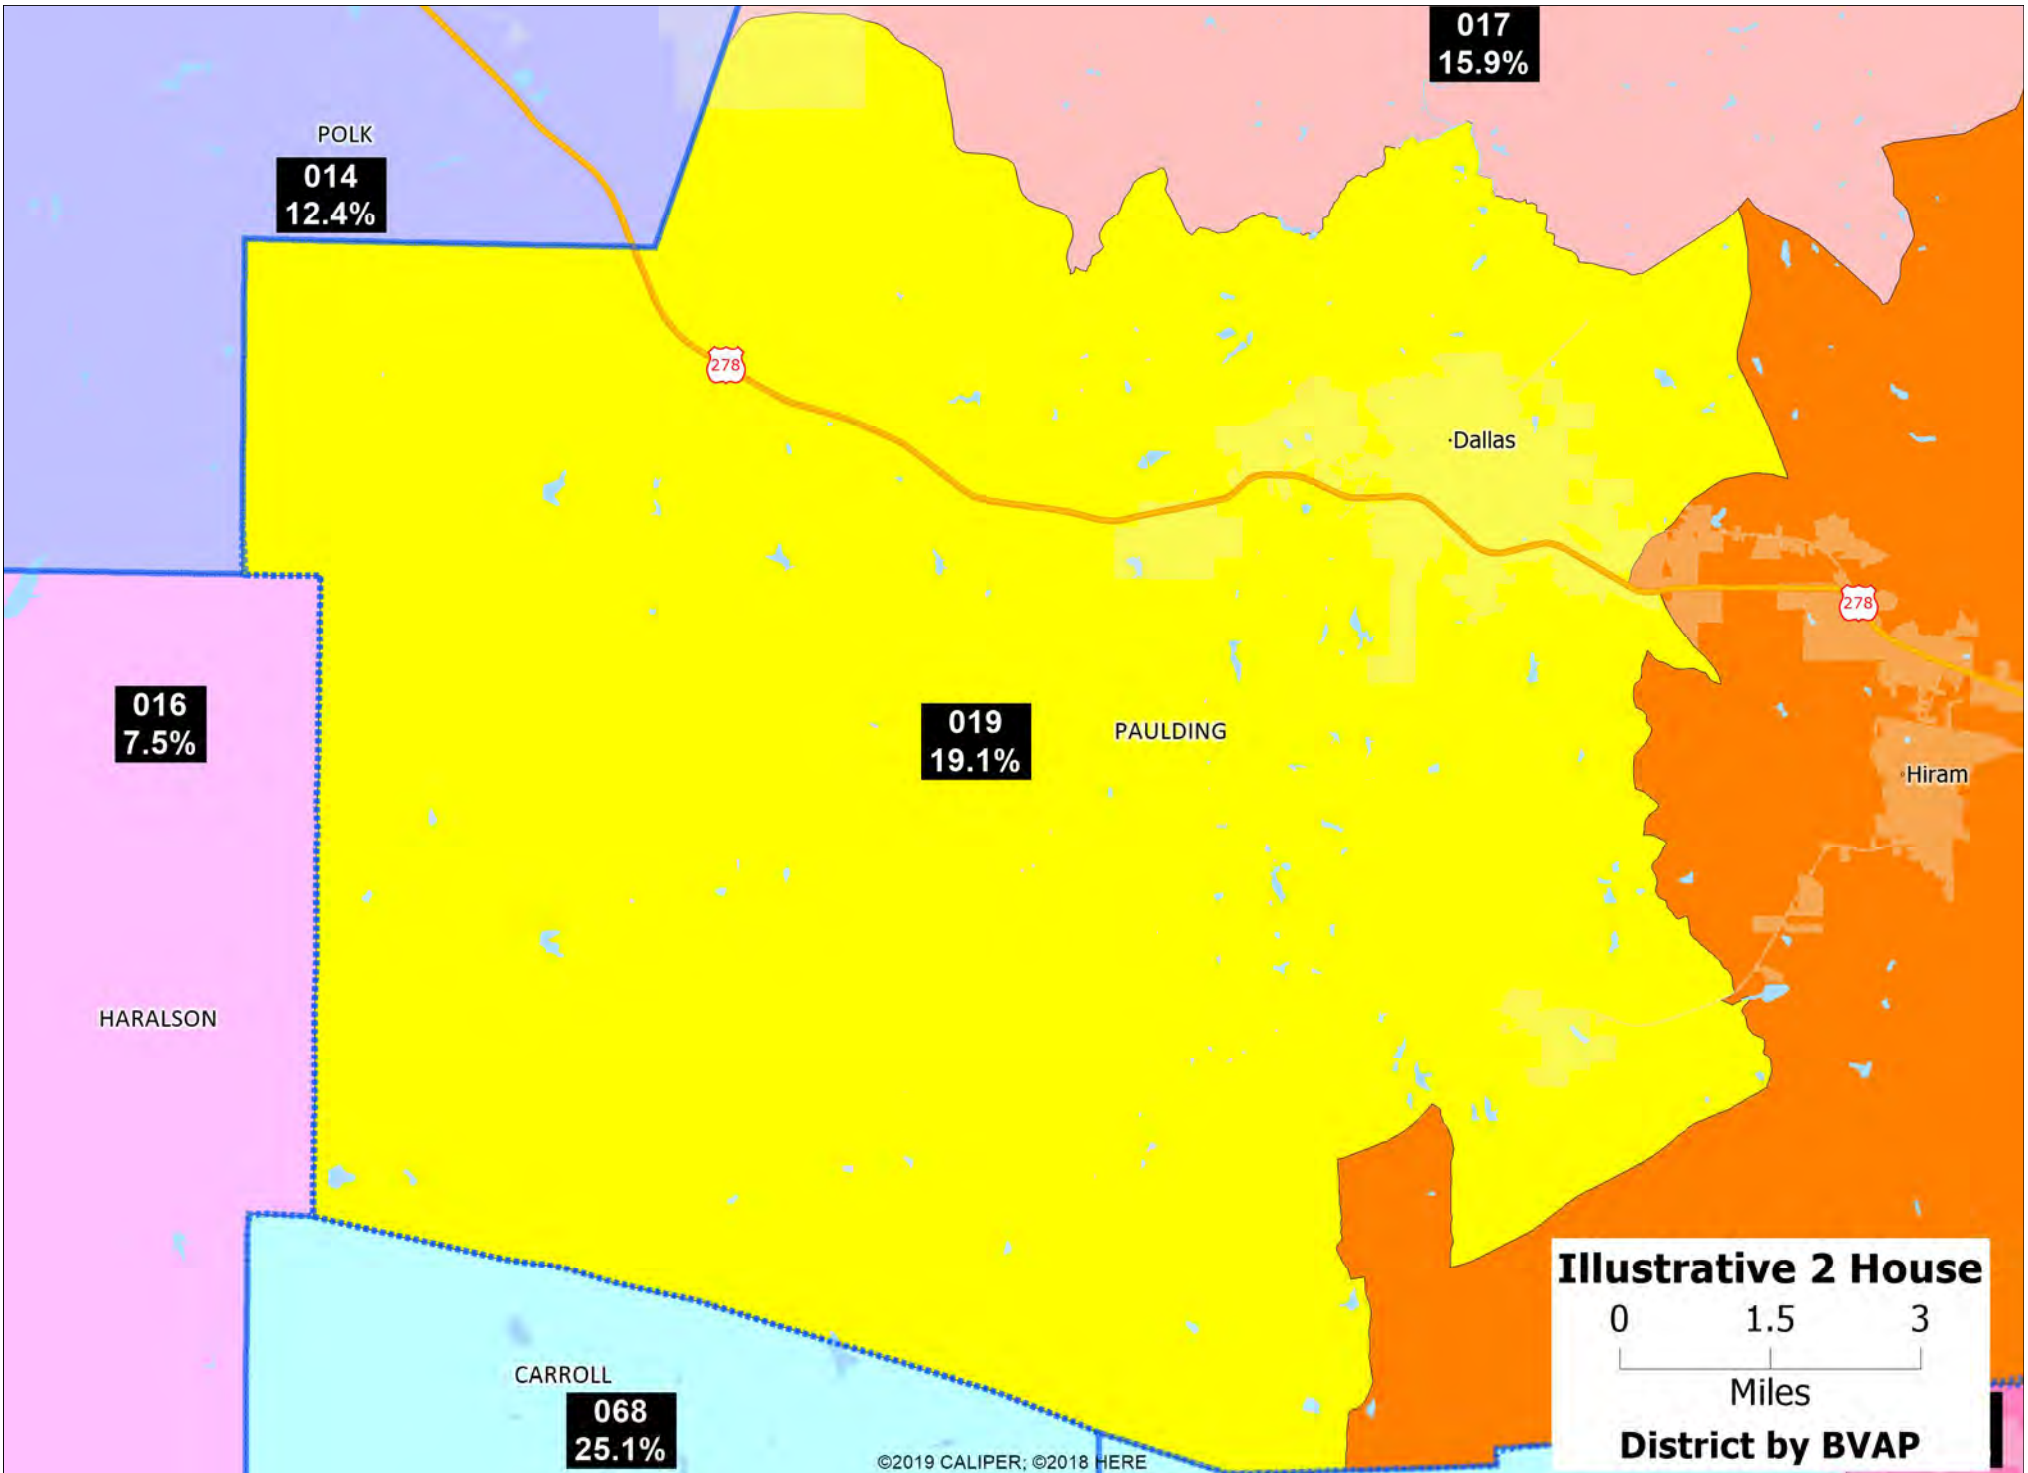 017
15.9%
POLK
014
12.4%
278
Dallas
278
016
7.5%
019
19.1%
PAULDING
Hiram
HARALSON
Illustrative 2 House
0 1.5 3
Miles
District by BVAP
CARROLL
068
25.1%
©2019 CALIPER; ©2018 HERE